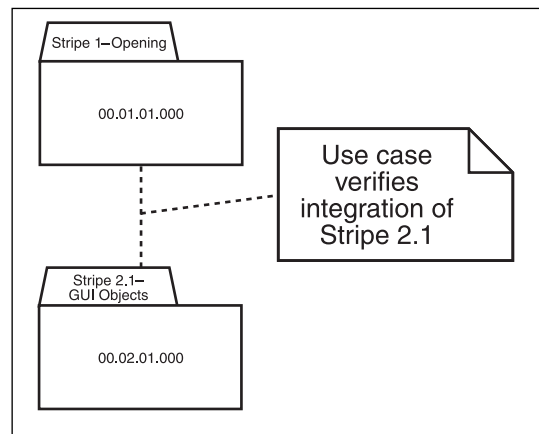 Stripe 1–Opening
00.01.01.000
Use case
verifies
integration of
Stripe 2.1
Stripe 2.1–
GUI Objects
00.02.01.000